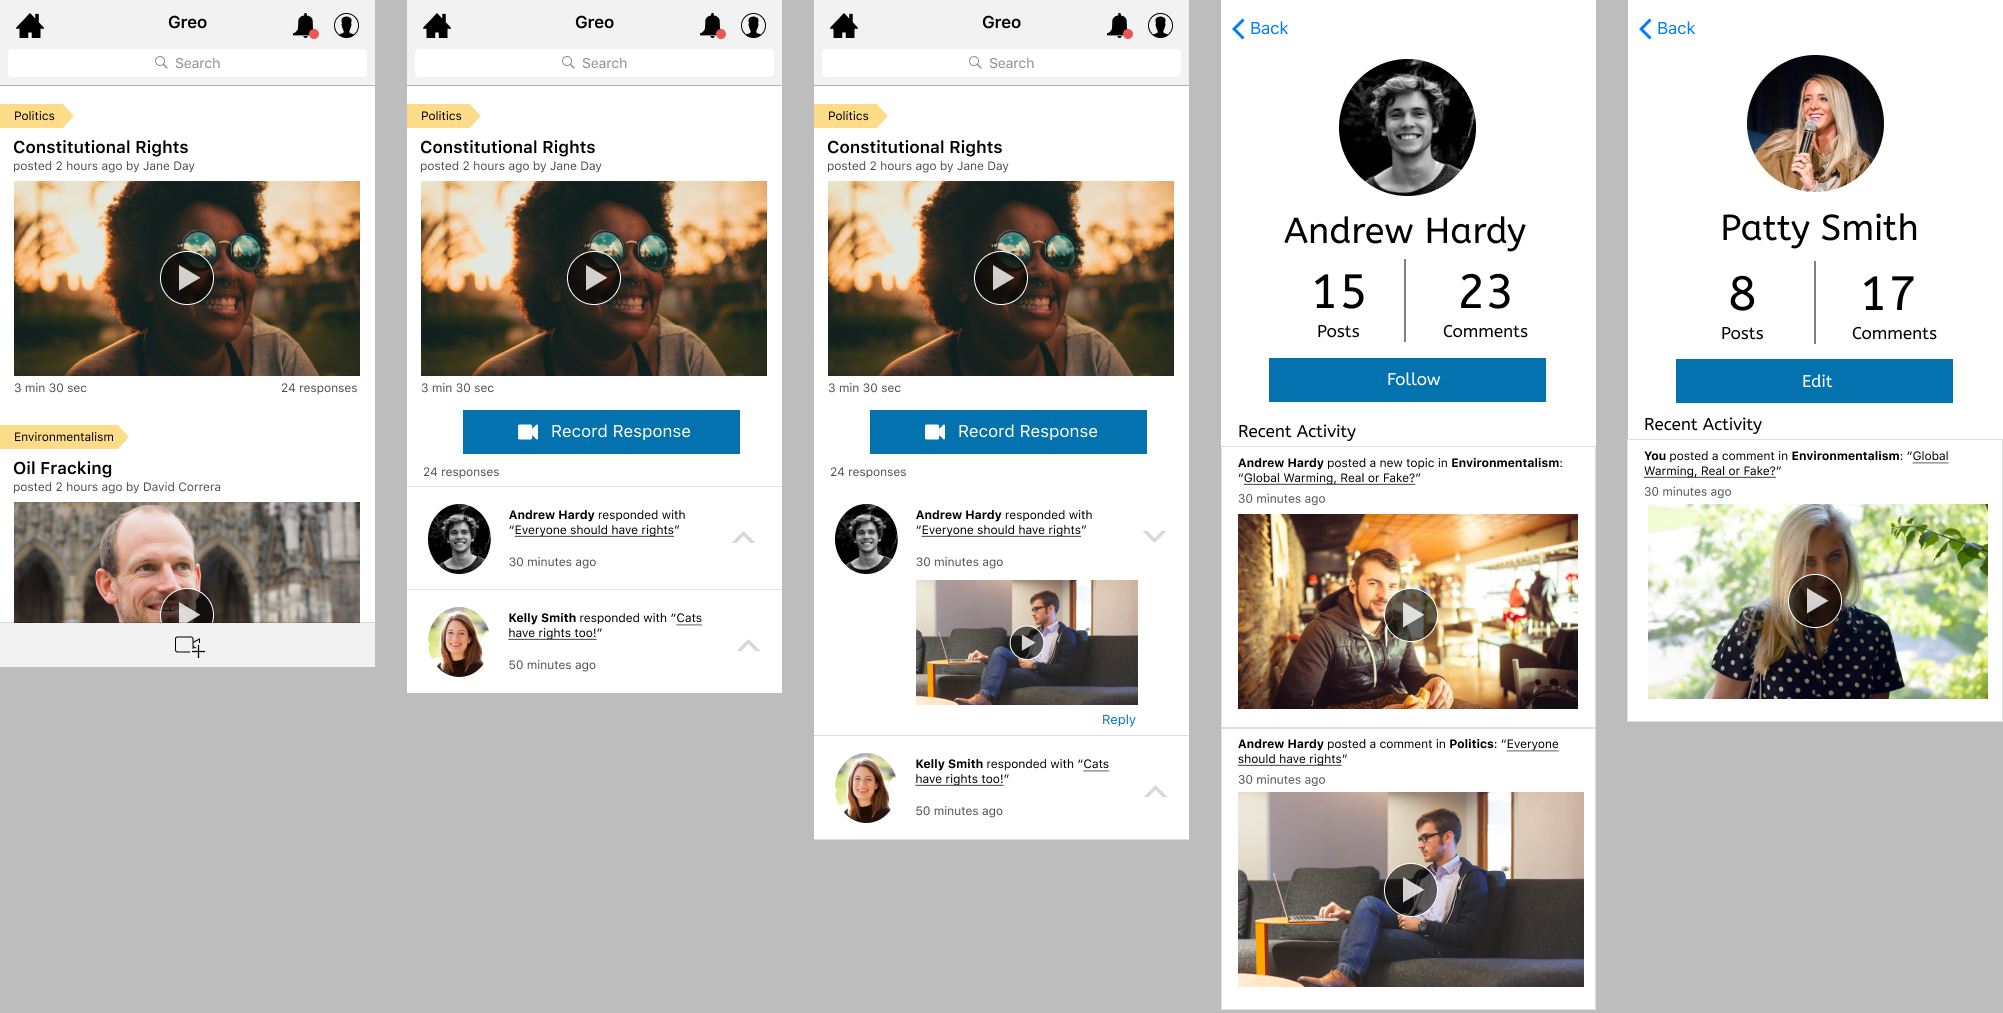 Greo
Search
Politics
Constitutional Rights
posted 2 hours ago by Jane Day
3 min 30 sec
24 responses
Environmentalism
Oil Fracking
posted 2 hours ago by David Correra
Greo
Search
Politics
Constitutional Rights
posted 2 hours ago by Jane Day
3 min 30 sec
Record Response
24 responses
Andrew Hardy responded with
“Everyone should have rights”
30 minutes ago
Kelly Smith responded with “Cats
have rights too!”
50 minutes ago
Greo
Search
Politics
Constitutional Rights
posted 2 hours ago by Jane Day
3 min 30 sec
Record Response
24 responses
Andrew Hardy responded with
“Everyone should have rights”
30 minutes ago
Reply
Kelly Smith responded with “Cats
have rights too!”
50 minutes ago
Back
Andrew Hardy
15
Posts
23
Comments
Follow
Recent Activity
Andrew Hardy posted a new topic in Environmentalism:
“Global Warming, Real or Fake?”
30 minutes ago
Andrew Hardy posted a comment in Politics: “Everyone
should have rights”
30 minutes ago
Back
Patty Smith
8
Posts
17
Comments
Edit
Recent Activity
You posted a comment in Environmentalism: “Global
Warming, Real or Fake?”
30 minutes ago